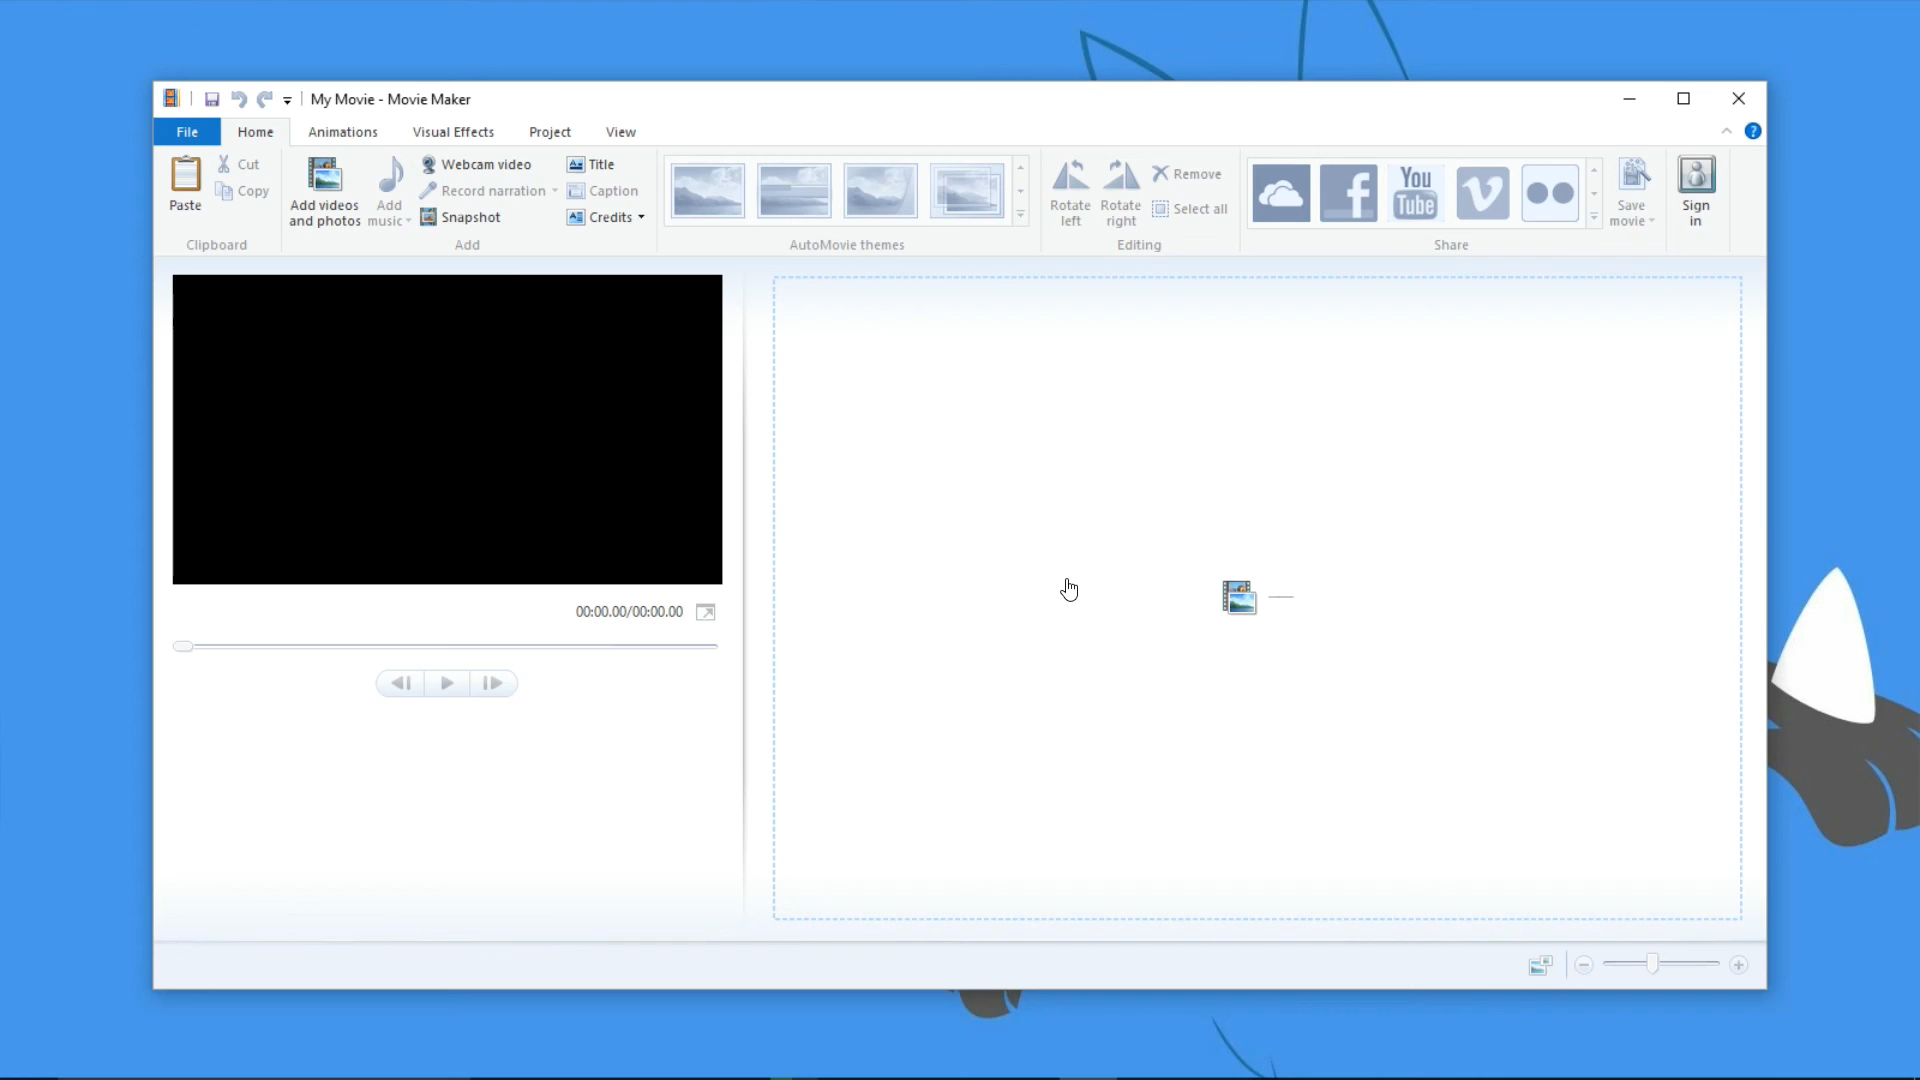 My Movie - Movie Maker
File Home Animations Visual Effects Project View
Paste
Cut
Copy
Clipboard
Add videos
and photos
Add
music
Webcam video
Record narration
Snapshot
Title
Caption
Credits
Add
AutoMovie themes
Rotate
left
Rotate
right
Remove
Select all
Editing
You
Tube
Share
Save
movie
Sign
in
00:00.00/00:00.00